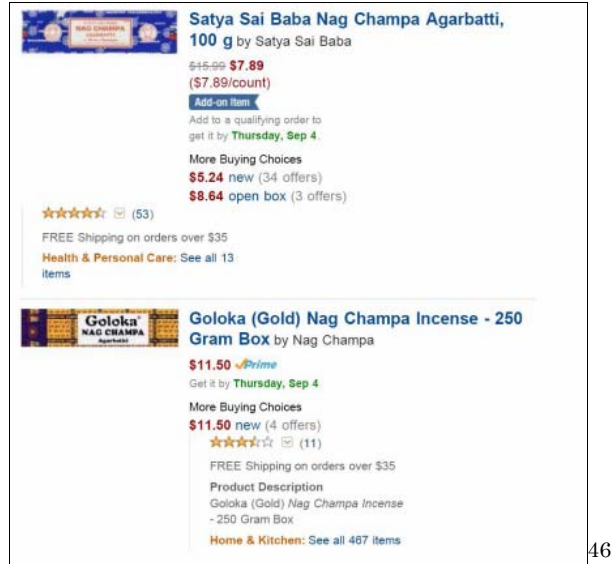 NAG CHAMPA
AGARBATTI
Satya Sai Baba Nag Champa Agarbatti,
100 g by Satya Sai Baba
$15.99 $7.89
($7.89/count)
Add-on Item
Add to a qualifying order to
get it by Thursday, Sep 4.
More Buying Choices
$5.24 new (34 offers)
$8.64 open box (3 offers)
(53)
FREE Shipping on orders over $35
Health & Personal Care: See all 13
items
Goloka
NAG CHAMPA
Agarbatti
Goloka (Gold) Nag Champa Incense - 250
Gram Box by Nag Champa
$11.50 Prime
Get it by Thursday, Sep 4
More Buying Choices
$11.50 new (4 offers)
(11)
FREE Shipping on orders over $35
Product Description
Goloka (Gold) Nag Champa Incense
- 250 Gram Box
Home & Kitchen: See all 467 items
46